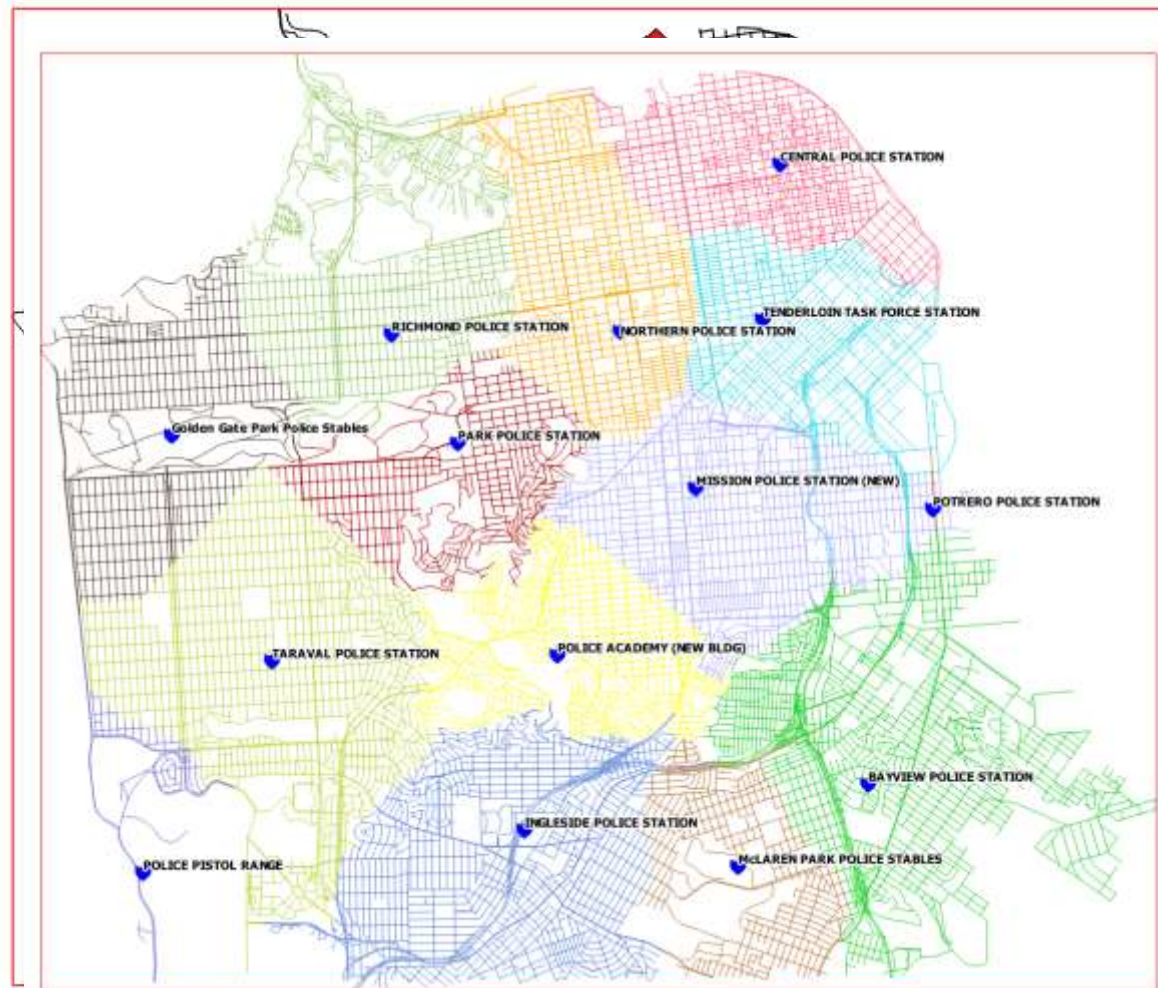 CENTRAL POLICE STATION
TENDERLOIN TASK FORCE STATION
RICHMOND POLICE STATION
NORTHERN POLICE STATION
Golden Gate Park Police Stables
PARK POLICE STATION
MISSION POLICE STATION (NEW)
POTRERO POLICE STATION
TARAVAL POLICE STATION
POLICE ACADEMY (NEW BLDG)
BAYVIEW POLICE STATION
INGLESIDE POLICE STATION
POLICE PISTOL RANGE
McLAREN PARK POLICE STABLES